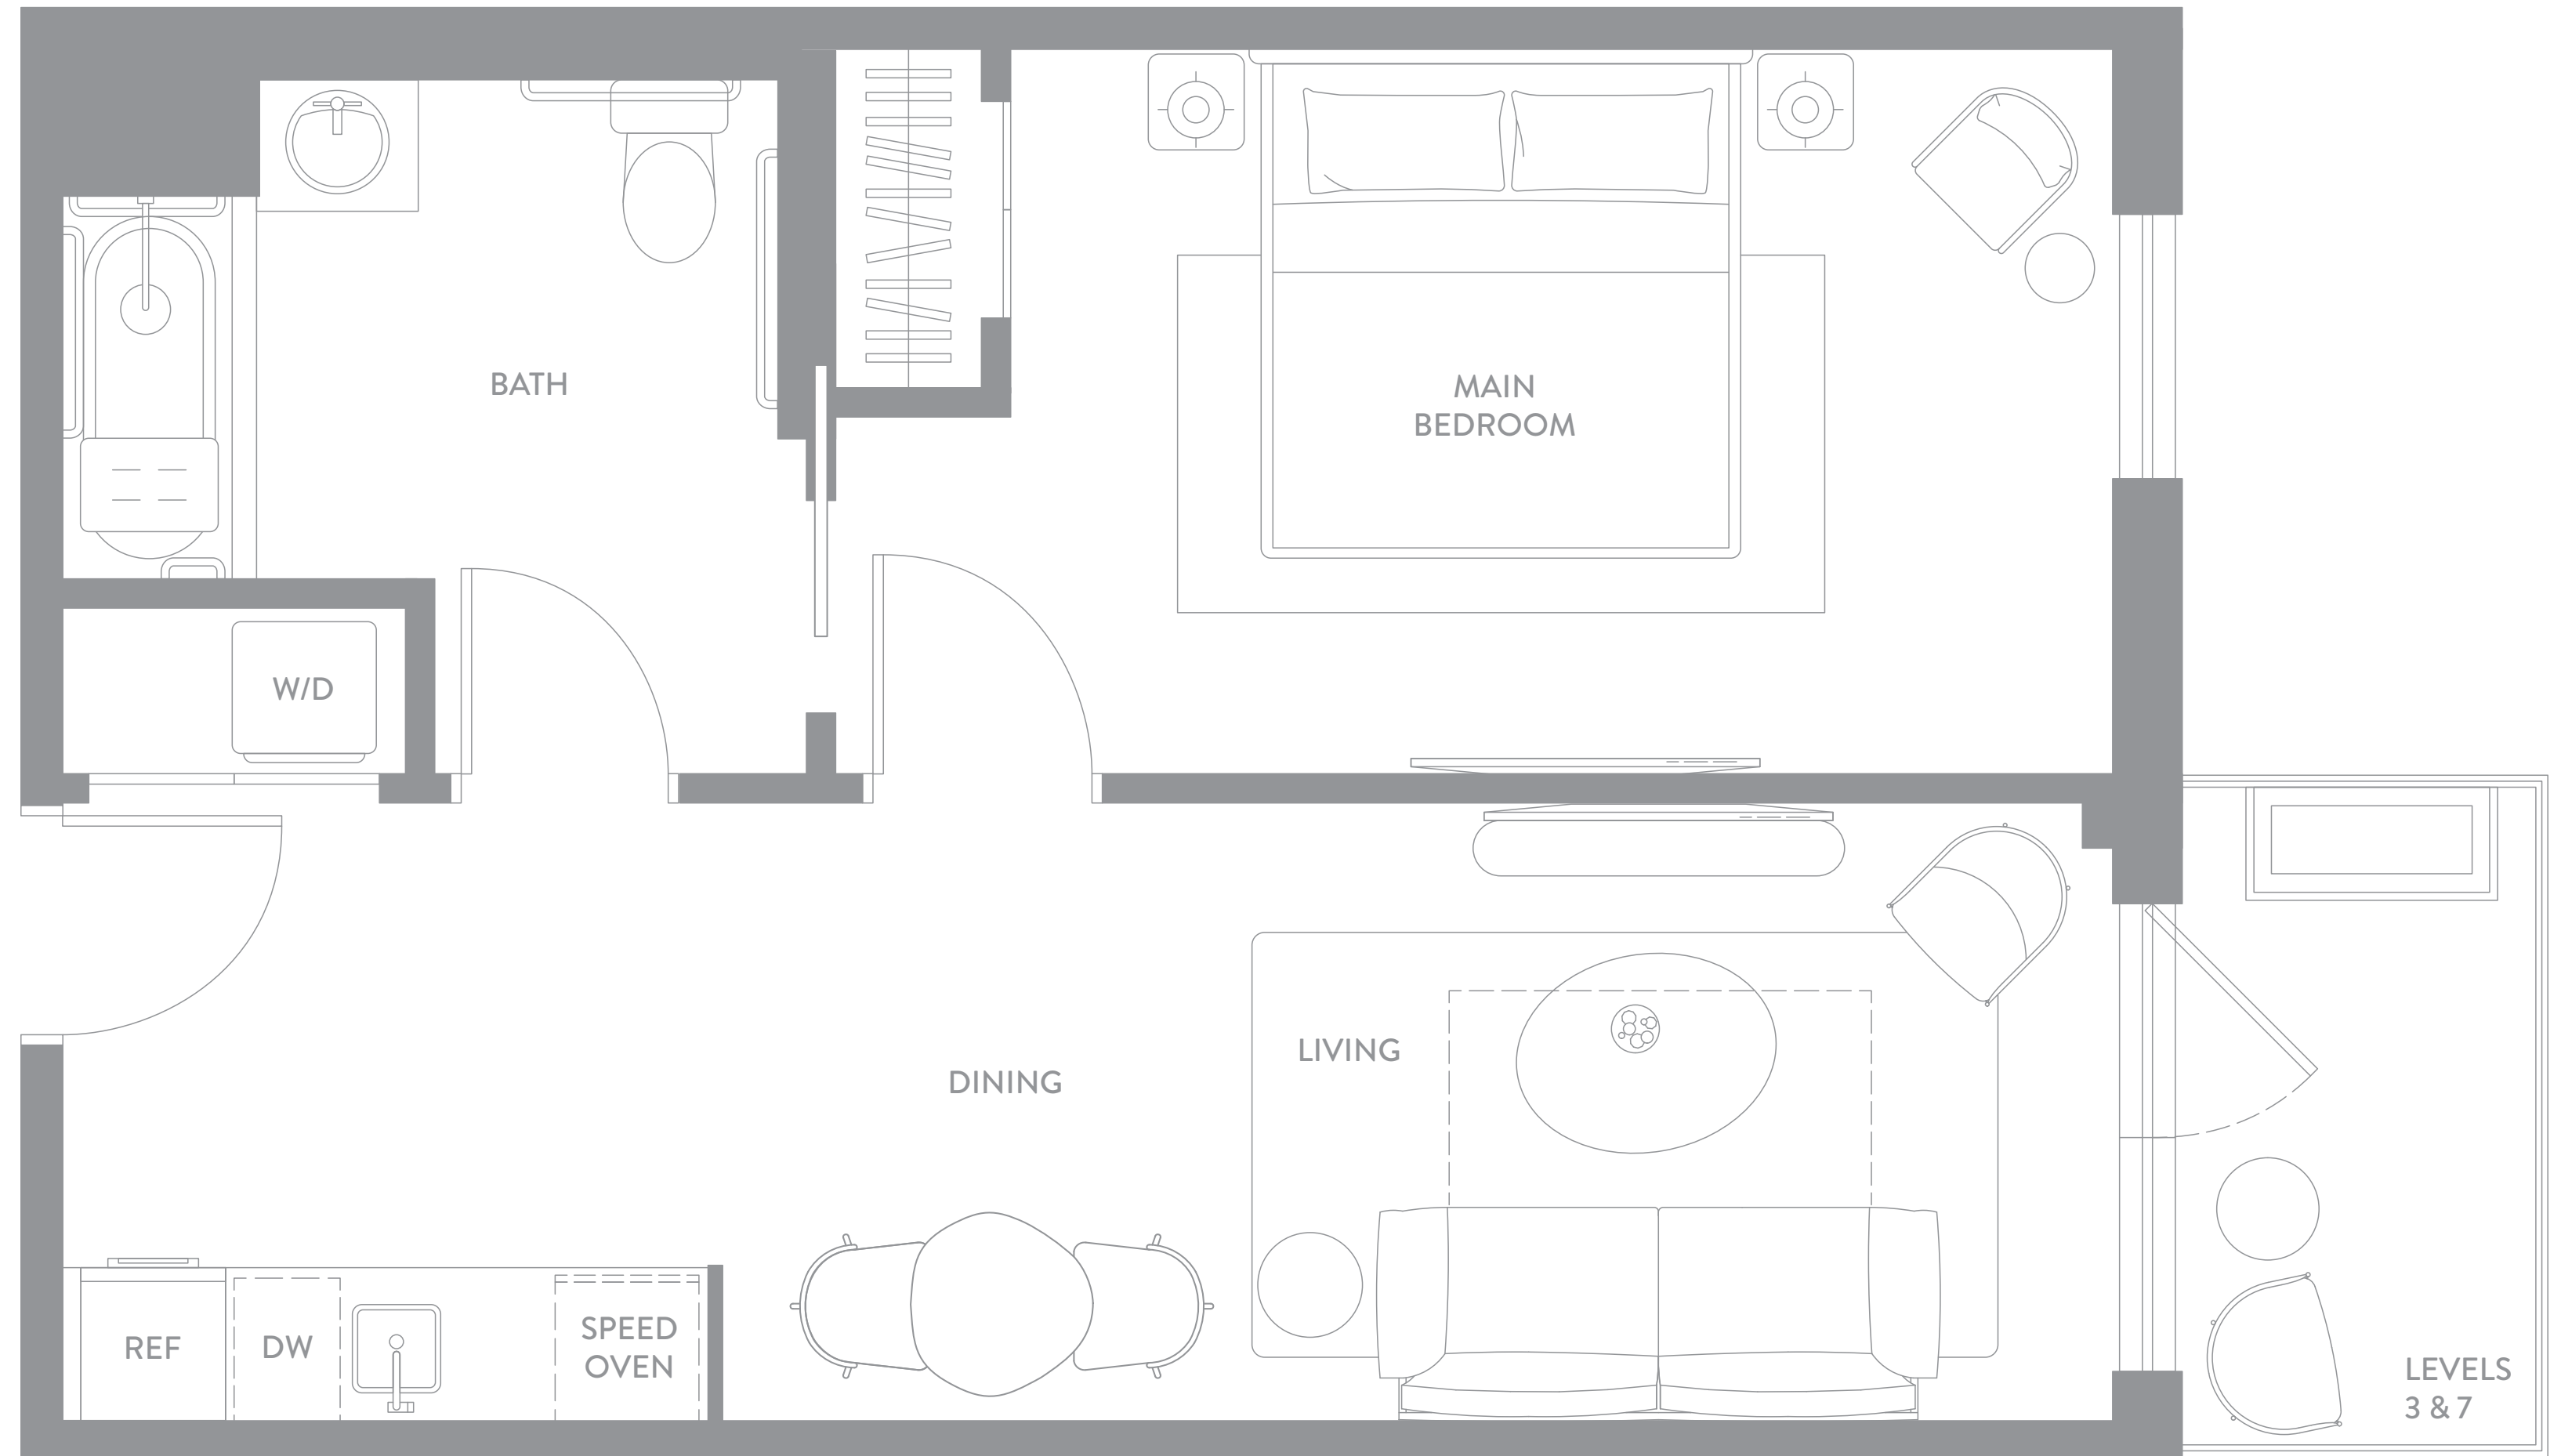 BATH
MAIN
BEDROOM
W/D
LIVING
DINING
REF
DW
SPEED
OVEN
LEVELS
3 & 7